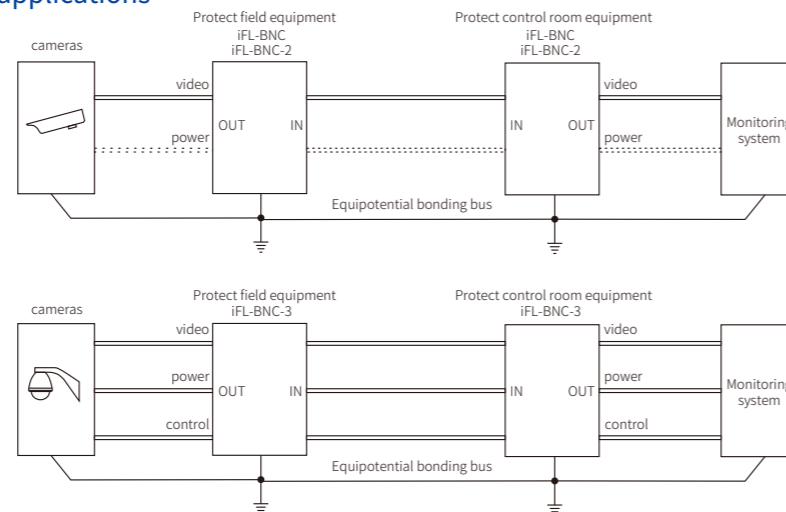 applications
Protect field equipment
iFL-BNC
iFL-BNC-2
Protect control room equipment
iFL-BNC
iFL-BNC-2
cameras
video
power
OUT
IN
IN
OUT
video
power
Monitoring
system
Equipotential bonding bus
Protect field equipment
iFL-BNC-3
Protect control room equipment
iFL-BNC-3
cameras
video
power
control
OUT
IN
IN
OUT
video
power
control
Monitoring
system
Equipotential bonding bus